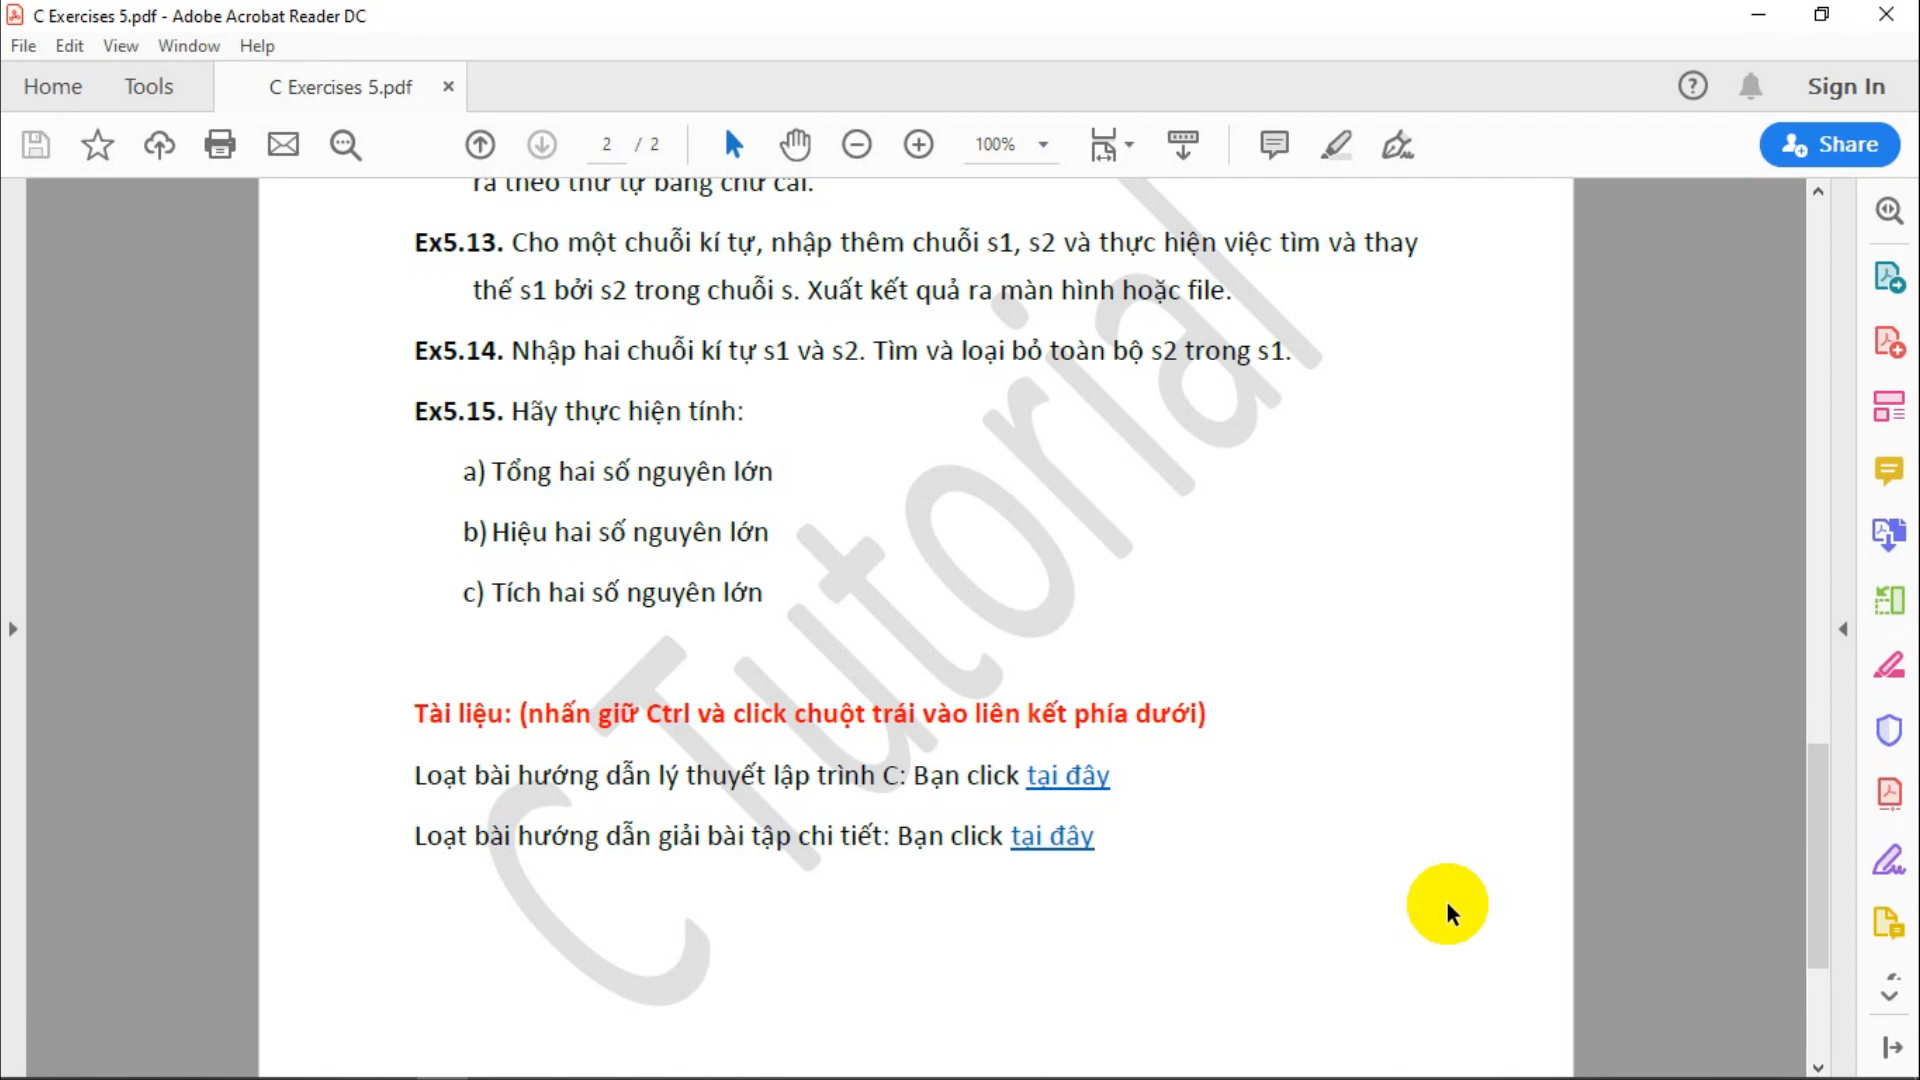 C Exercises 5.pdf - Adobe Acrobat Reader DC
File Edit View Window Help
Home Tools C Exercises 5.pdf × ? Sign In
2 / 2 100% Share
ra theo thứ tự bảng chữ cái.
Ex5.13. Cho một chuỗi kí tự, nhập thêm chuỗi s1, s2 và thực hiện việc tìm và thay
thế s1 bởi s2 trong chuỗi s. Xuất kết quả ra màn hình hoặc file.
Ex5.14. Nhập hai chuỗi kí tự s1 và s2. Tìm và loại bỏ toàn bộ s2 trong s1.
Ex5.15. Hãy thực hiện tính:
a) Tổng hai số nguyên lớn
b) Hiệu hai số nguyên lớn
c) Tích hai số nguyên lớn
C Tutorial
Tài liệu: (nhấn giữ Ctrl và click chuột trái vào liên kết phía dưới)
Loạt bài hướng dẫn lý thuyết lập trình C: Bạn click tại đây
Loạt bài hướng dẫn giải bài tập chi tiết: Bạn click tại đây